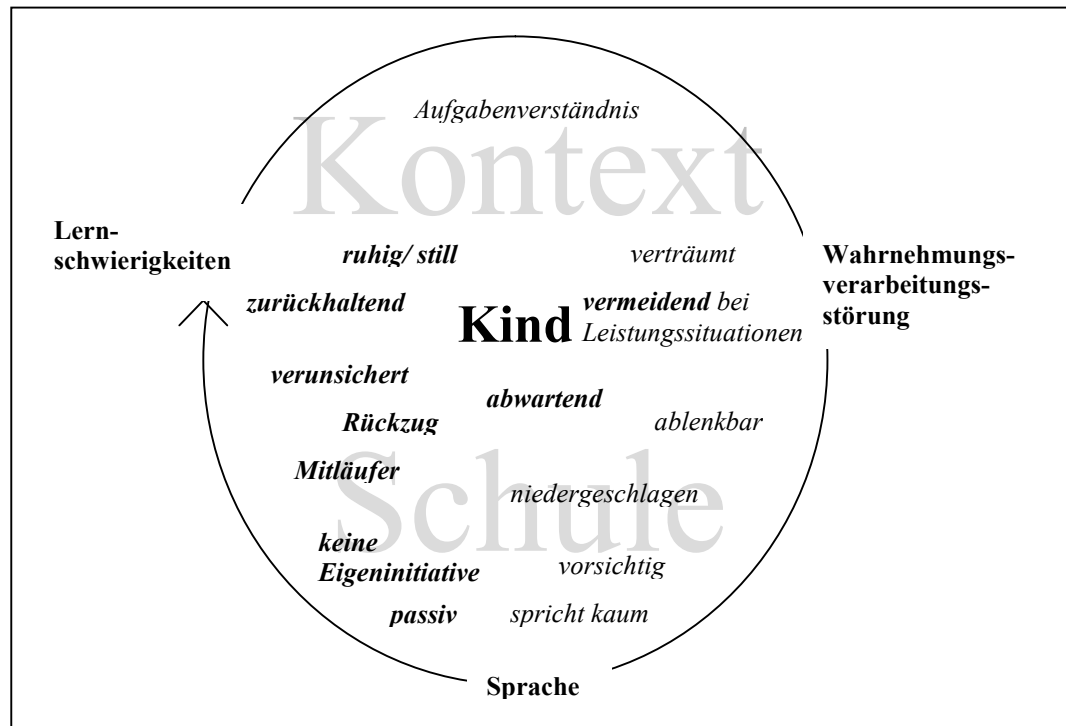 Aufgabenverständnis
Kontext
Lern-
schwierigkeiten
ruhig/ still
verträumt
Wahrnehmungs-
verarbeitungs-
störung
zurückhaltend
Kind
vermeidend bei
Leistungssituationen
verunsichert
abwartend
Rückzug
ablenkbar
Mitläufer
niedergeschlagen
Schule
keine
Eigeninitiative
vorsichtig
passiv
spricht kaum
Sprache